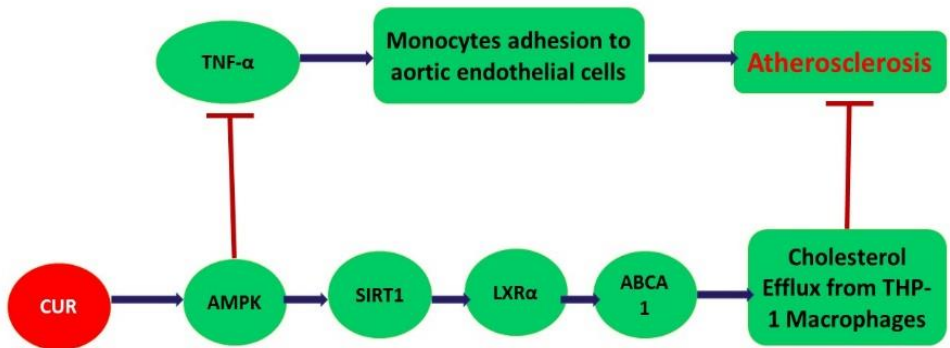 TNF-α
Monocytes adhesion to
aortic endothelial cells
Atherosclerosis
CUR
AMPK
SIRT1
LXRα
ABCA
1
Cholesterol
Efflux from THP-
1 Macrophages